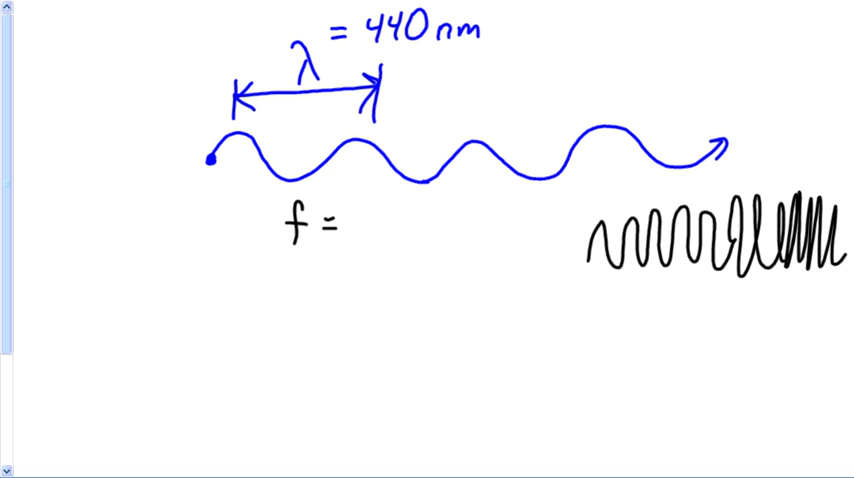 = 440 nm
λ
f =